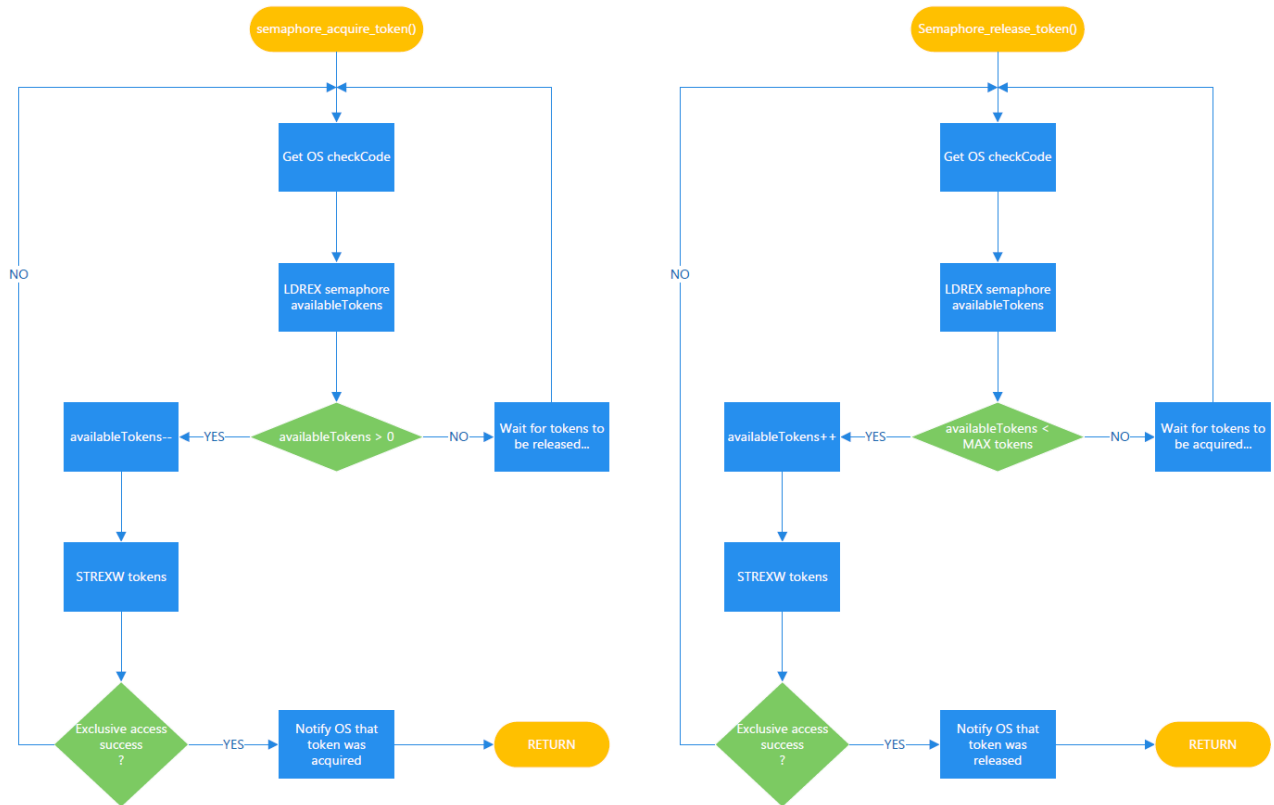 semaphore_acquire_token()
Get OS checkCode
NO
LDREX semaphore
availableTokens
availableTokens--
YES
availableTokens > 0
NO
Wait for tokens to
be released...
STREXW tokens
Exclusive access
success
?
YES
Notify OS that
token was
acquired
RETURN
Semaphore_release_token()
Get OS checkCode
NO
LDREX semaphore
availableTokens
availableTokens++
YES
availableTokens <
MAX tokens
NO
Wait for tokens to
be acquired...
STREXW tokens
Exclusive access
success
?
YES
Notify OS that
token was
released
RETURN